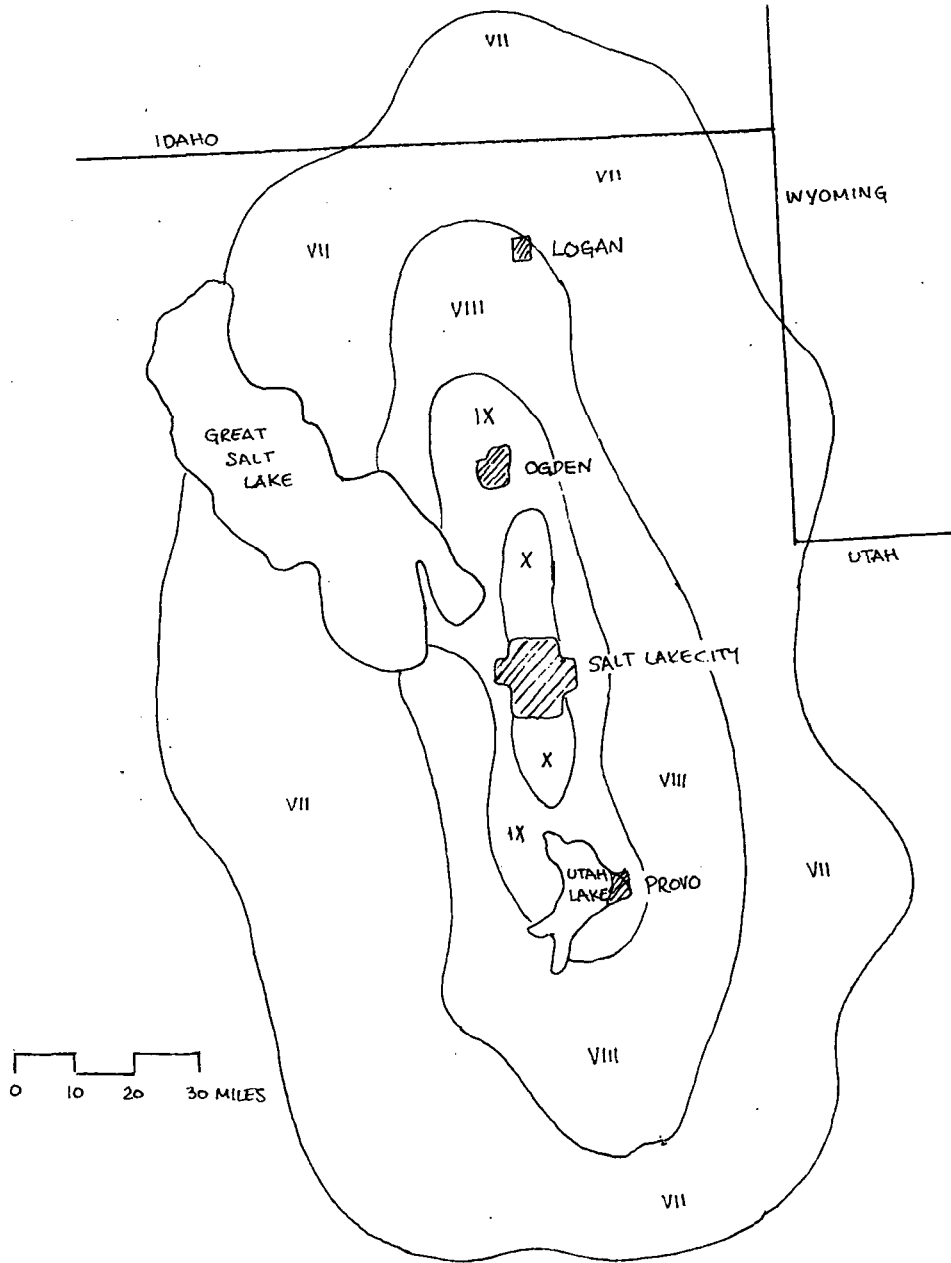 VII
IDAHO
VII
WYOMING
VII
LOGAN
VIII
IX
GREAT
SALT
LAKE
OGDEN
X
UTAH
SALT LAKE CITY
X
VIII
VII
IX
VII
UTAH
LAKE
PROVO
VIII
0 10 20 30 MILES
VII